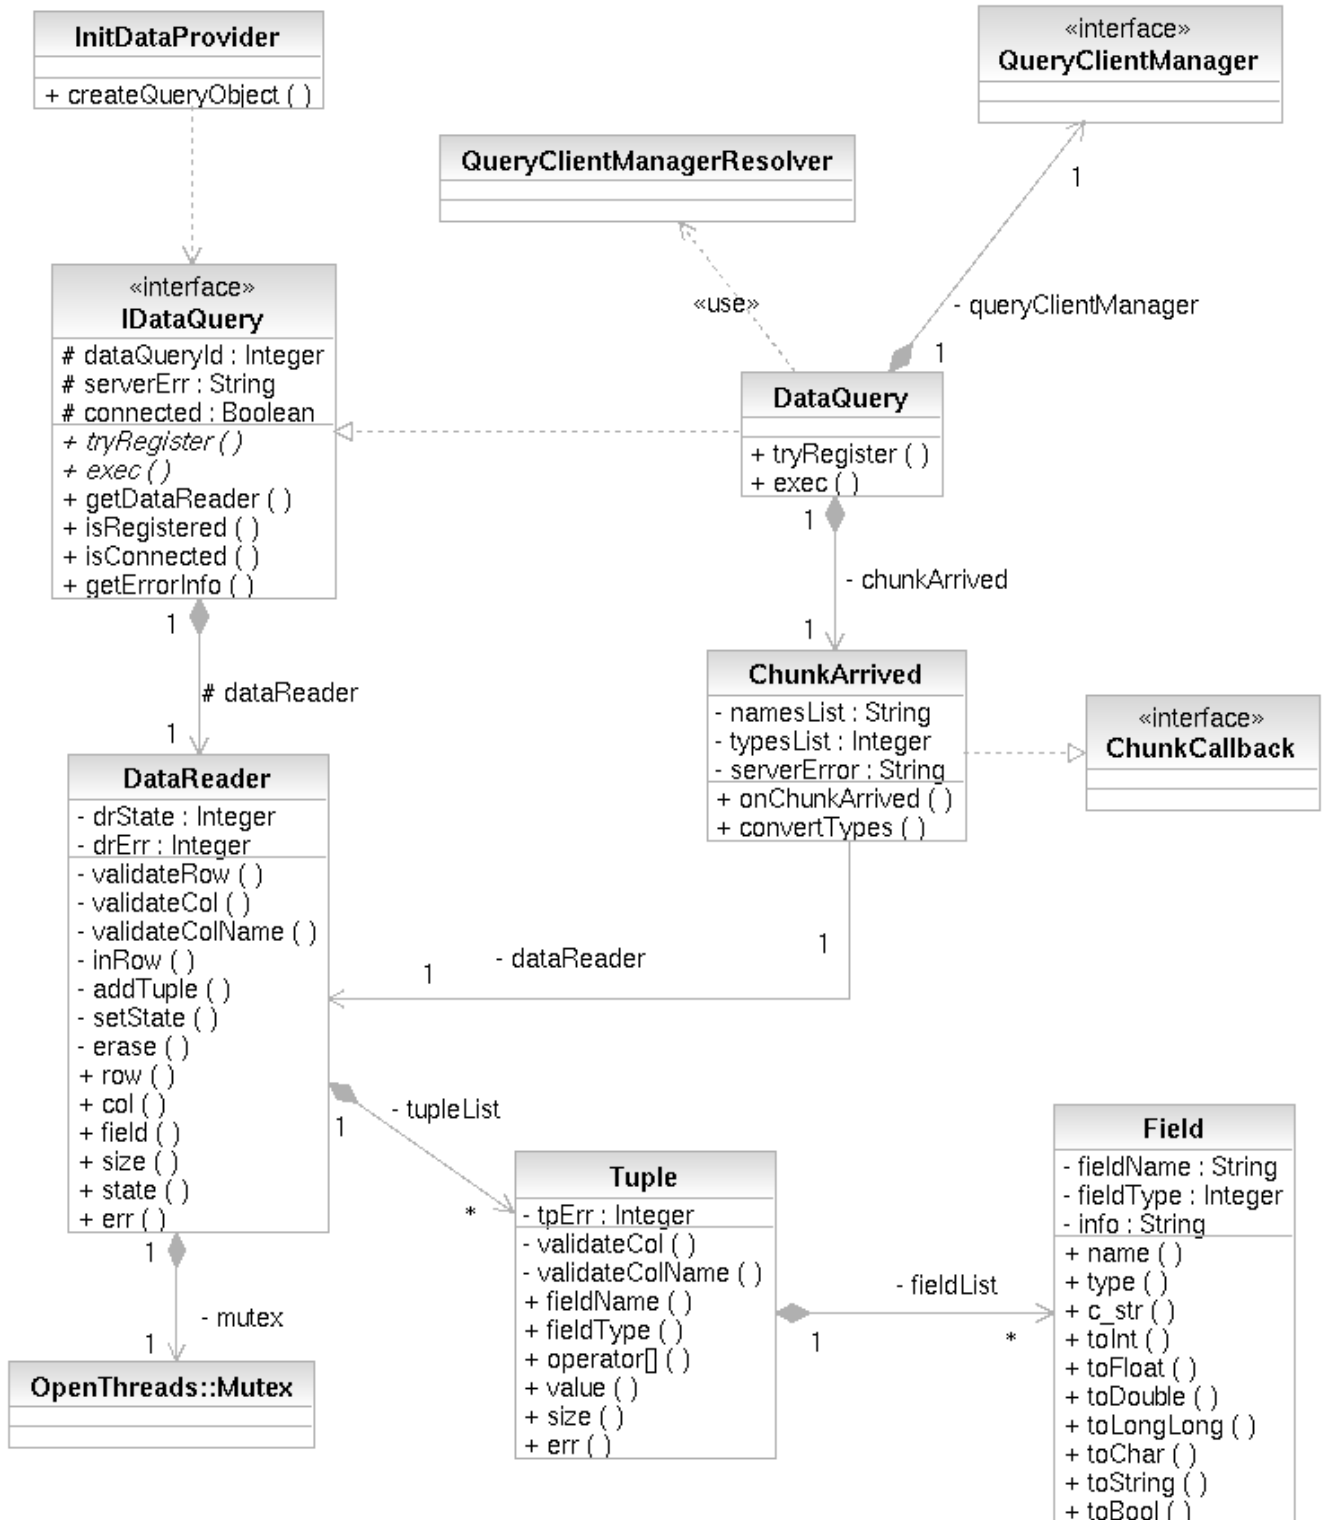 InitDataProvider
+ createQueryObject ( )
«interface»
QueryClientManager
QueryClientManagerResolver
1
«use»
- queryClientManager
1
«interface»
IDataQuery
# dataQueryId : Integer
# serverErr : String
# connected : Boolean
+ tryRegister ( )
+ exec ( )
+ getDataReader ( )
+ isRegistered ( )
+ isConnected ( )
+ getErrorInfo ( )
DataQuery
+ tryRegister ( )
+ exec ( )
1
- chunkArrived
1
1
# dataReader
1
ChunkArrived
- namesList : String
- typesList : Integer
- serverError : String
+ onChunkArrived ( )
+ convertTypes ( )
«interface»
ChunkCallback
DataReader
- drState : Integer
- drErr : Integer
- validateRow ( )
- validateCol ( )
- validateColName ( )
- inRow ( )
- addTuple ( )
- setState ( )
- erase ( )
+ row ( )
+ col ( )
+ field ( )
+ size ( )
+ state ( )
+ err ( )
1
- dataReader
1
- tupleList
1
*
1
- mutex
1
OpenThreads::Mutex
Tuple
- tpErr : Integer
- validateCol ( )
- validateColName ( )
+ fieldName ( )
+ fieldType ( )
+ operator[] ( )
+ value ( )
+ size ( )
+ err ( )
- fieldList
1
*
Field
- fieldName : String
- fieldType : Integer
- info : String
+ name ( )
+ type ( )
+ c_str ( )
+ toInt ( )
+ toFloat ( )
+ toDouble ( )
+ toLongLong ( )
+ toChar ( )
+ toString ( )
+ toBool ( )